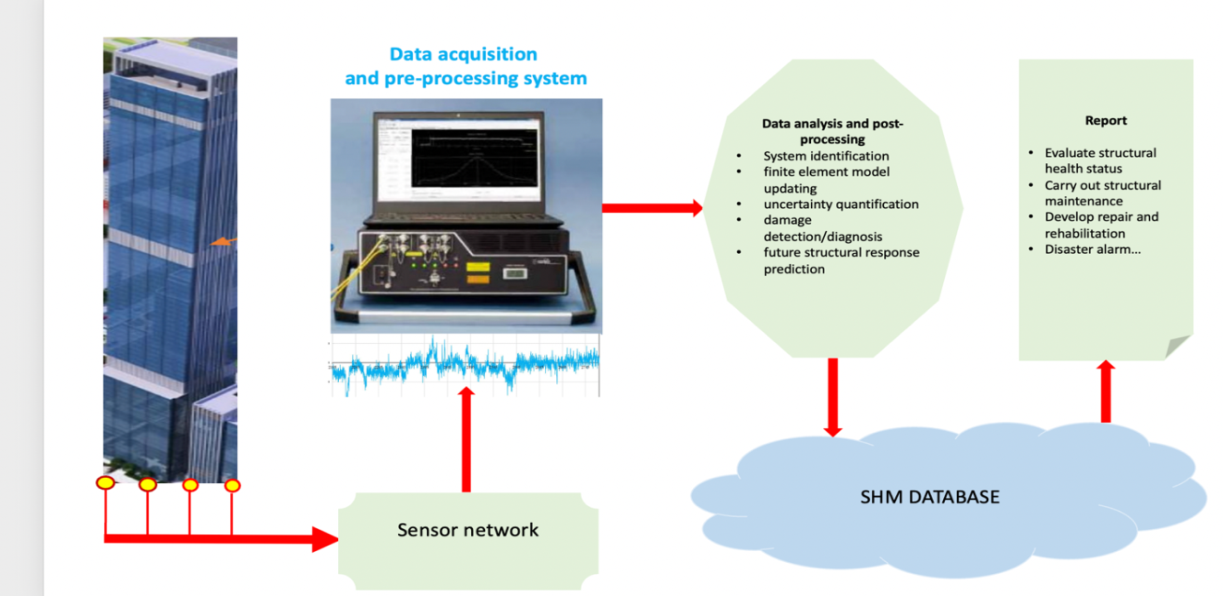 Data acquisition
and pre-processing system
Data analysis and post-
processing
• System identification
• finite element model
updating
• uncertainty quantification
• damage
detection/diagnosis
• future structural response
prediction
Report
• Evaluate structural
health status
• Carry out structural
maintenance
• Develop repair and
rehabilitation
• Disaster alarm...
Sensor network
SHM DATABASE